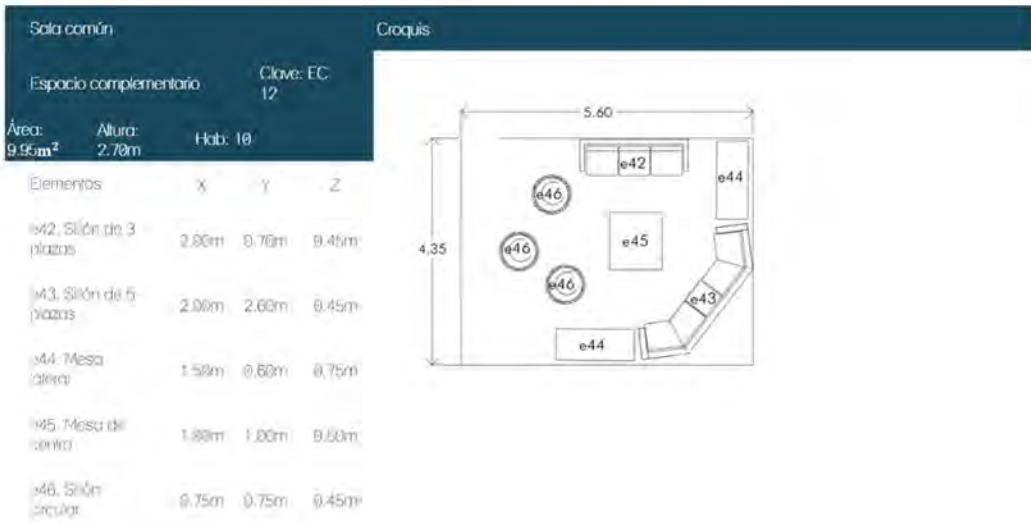 Sala común
Croquis
Espacio complementario
Clave: EC
12
Área:
9.95m²
Altura:
2.70m
Hab: 10
Elementos X Y Z
e42. Sillón de 3
plazas
2.00m 0.70m 0.45m
e43. Sillón de 5
plazas
2.00m 2.60m 0.45m
e44. Mesa
lateral
1.50m 0.60m 0.75m
e45. Mesa de
centro
1.00m 1.00m
e46. Sillón
circular
0.75m 0.75m 0.45m
5.60
4.35
e42
e44
e46
e45
e46
e46
e43
e44